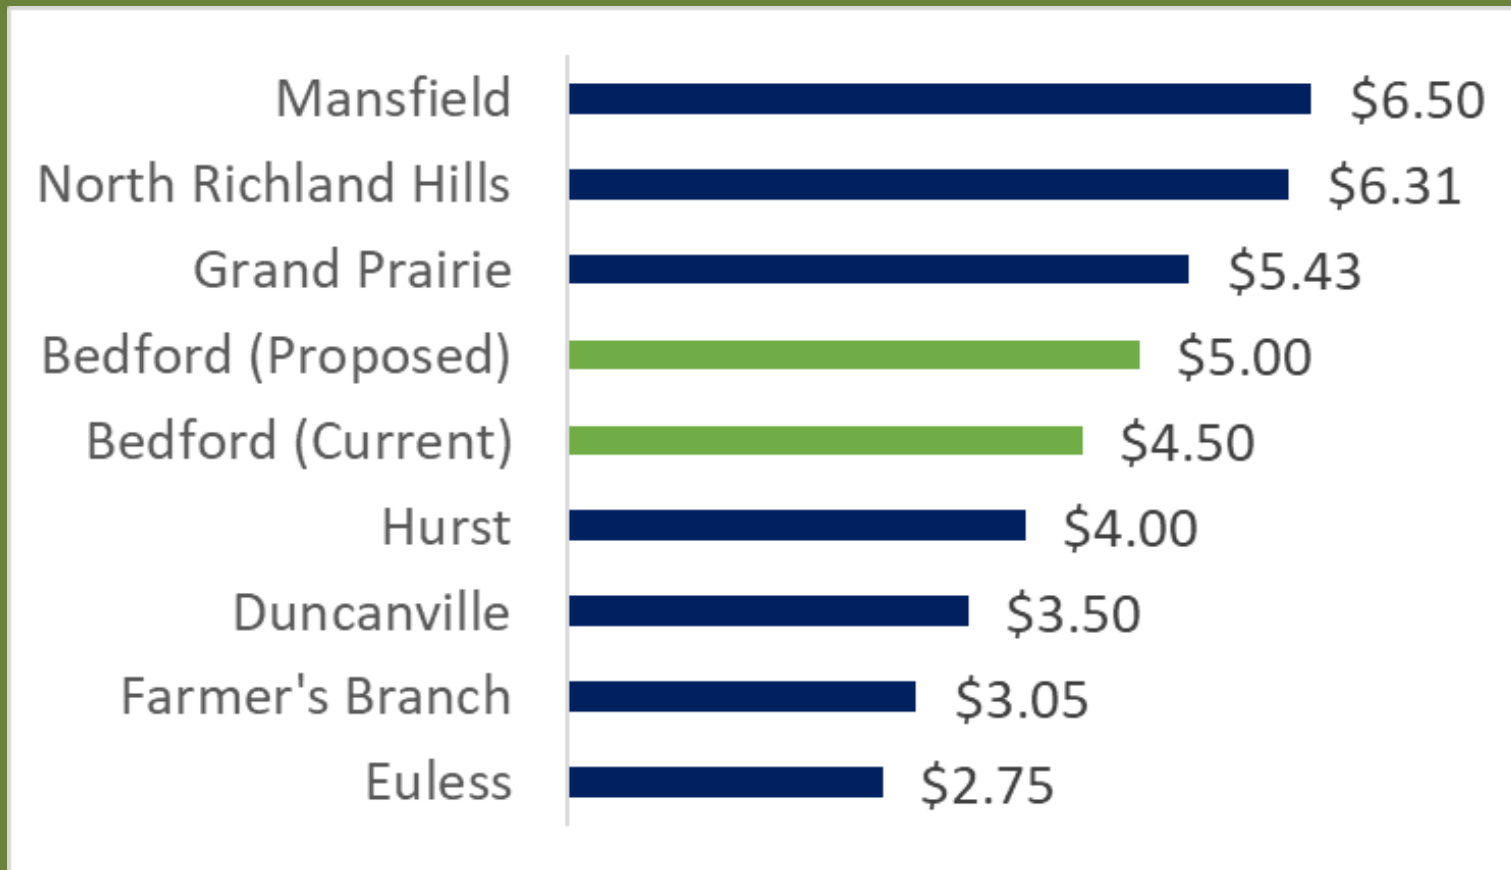 Mansfield $6.50
North Richland Hills $6.31
Grand Prairie $5.43
Bedford (Proposed) $5.00
Bedford (Current) $4.50
Hurst $4.00
Duncanville $3.50
Farmer's Branch $3.05
Euless $2.75